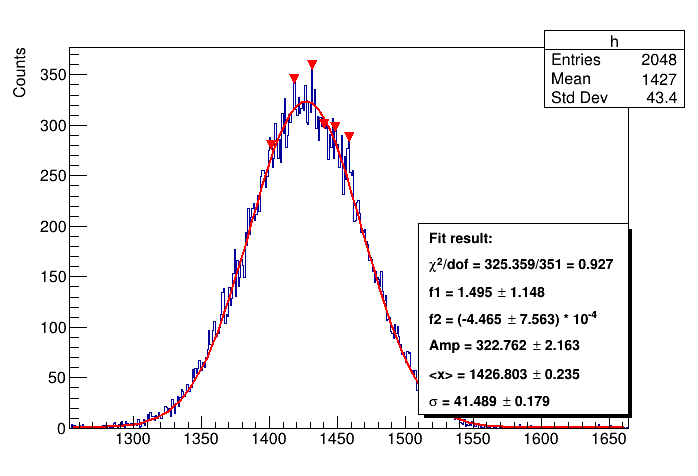 h
Entries 2048
Mean 1427
Std Dev 43.4
Counts
350
300
250
200
150
100
50
0
Fit result:
χ²/dof = 325.359/351 = 0.927
f1 = 1.495 ± 1.148
f2 = (-4.465 ± 7.563) * 10⁻⁴
Amp = 322.762 ± 2.163
<x> = 1426.803 ± 0.235
σ = 41.489 ± 0.179
1300 1350 1400 1450 1500 1550 1600 1650